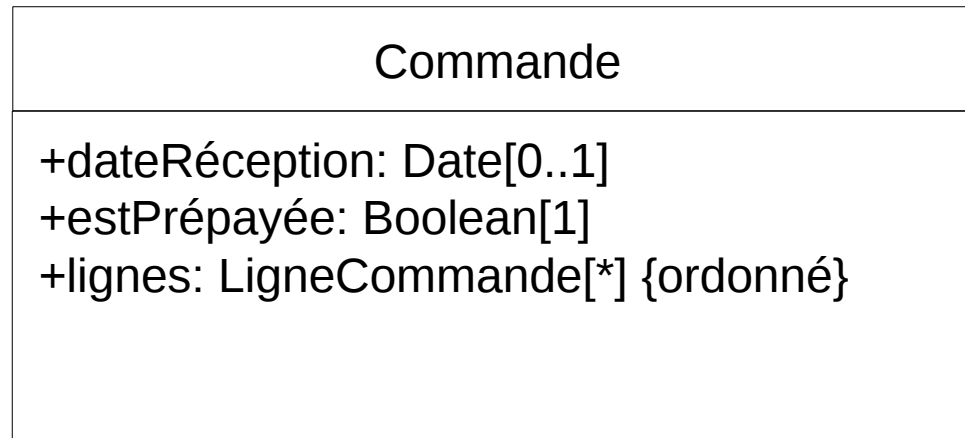 Commande
+dateRéception: Date[0..1]
+estPrépayée: Boolean[1]
+lignes: LigneCommande[*] {ordonné}